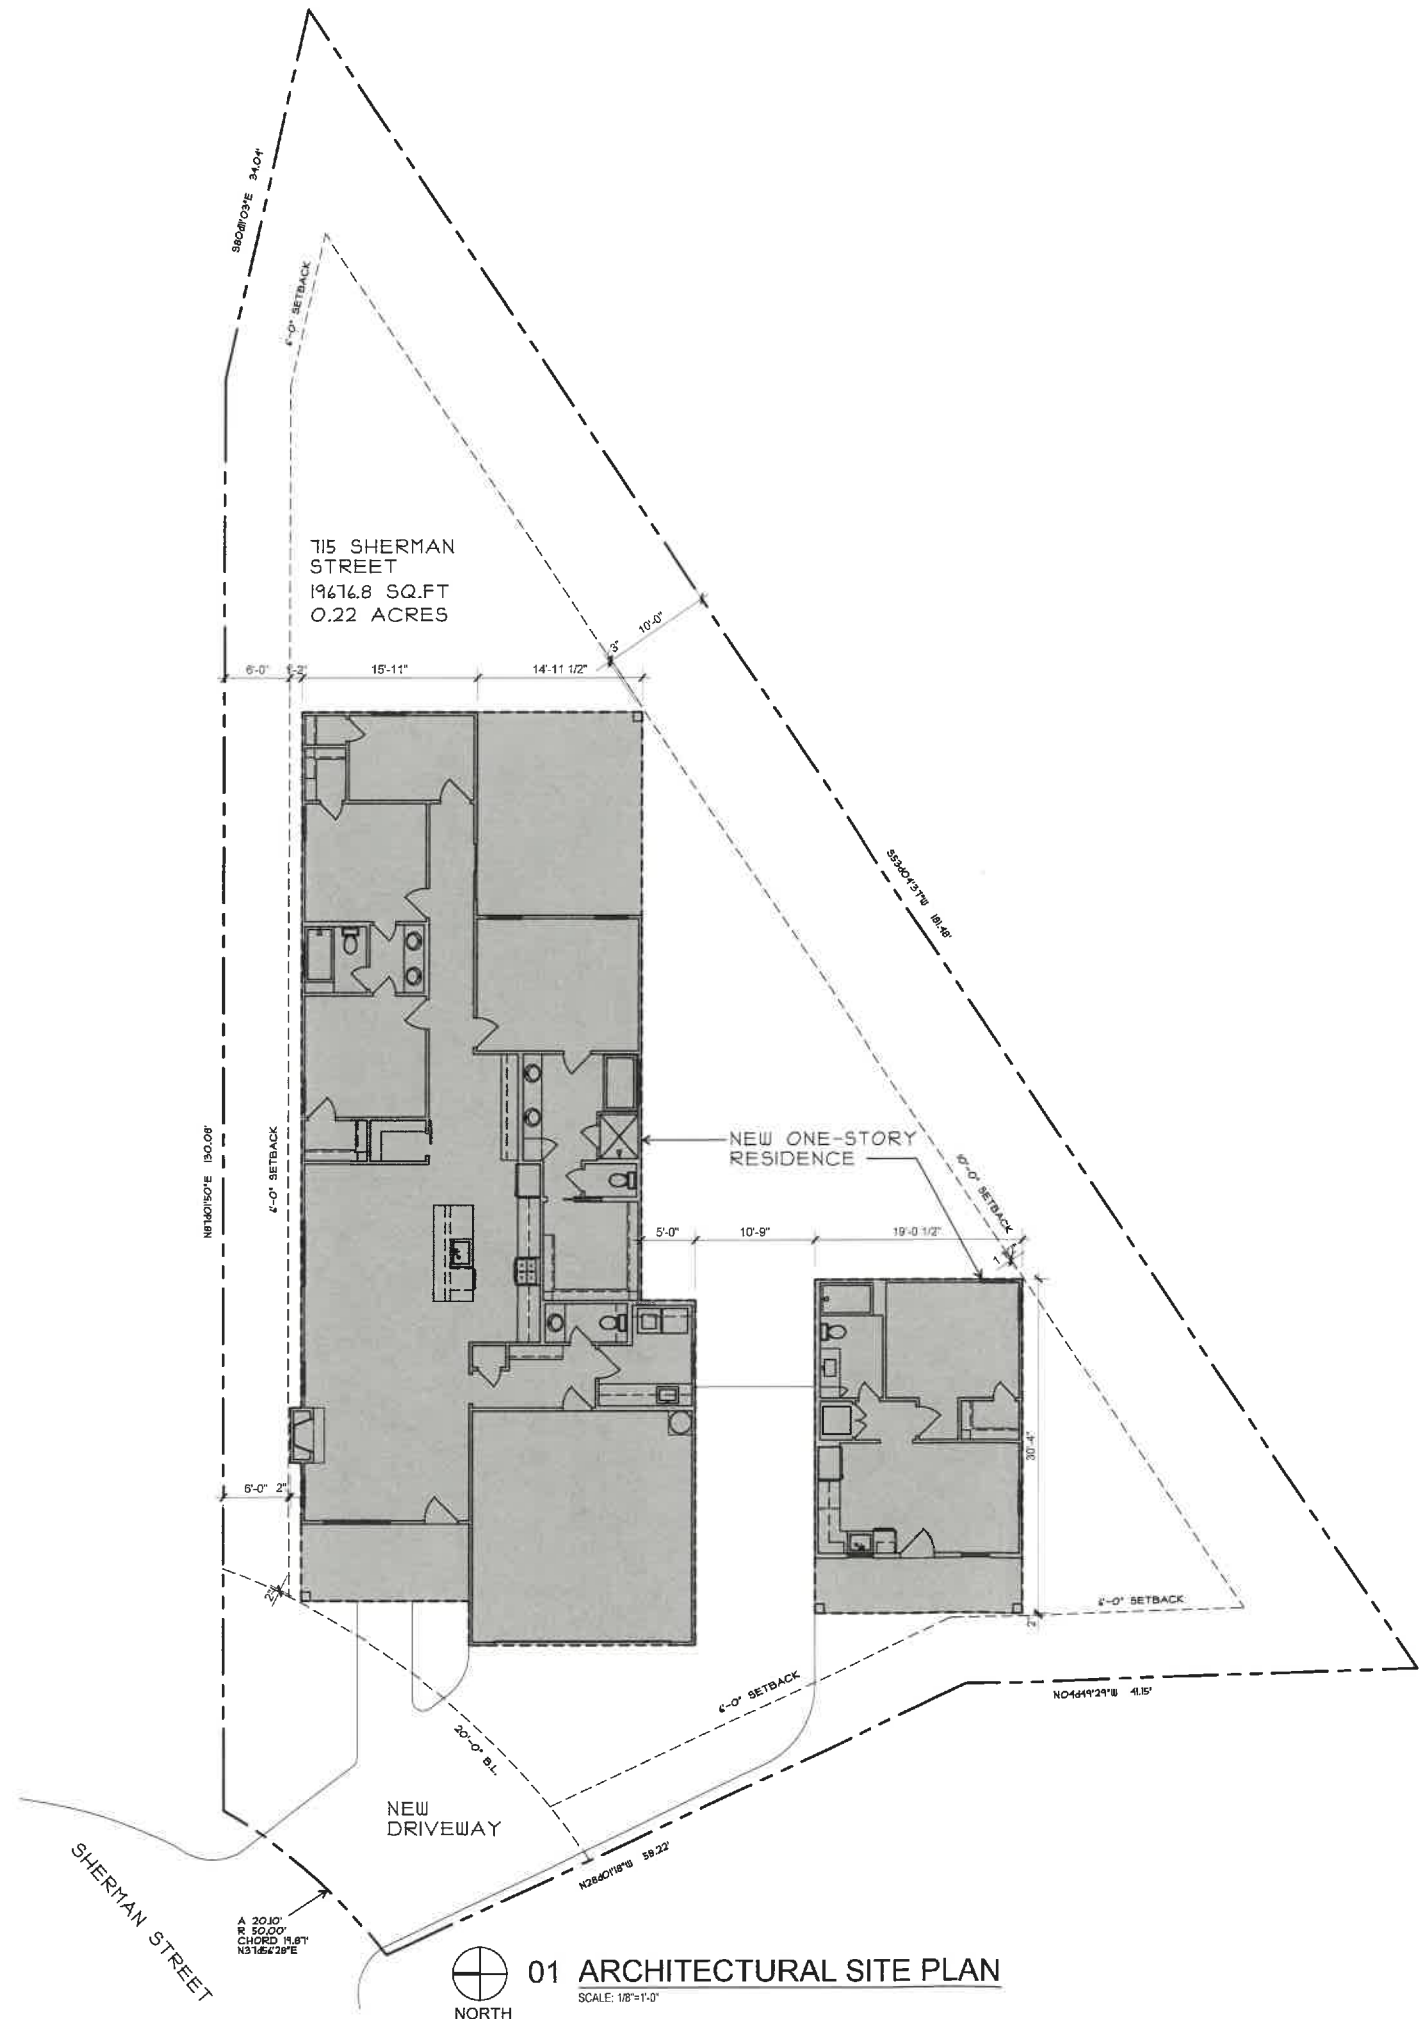 S80d11'03"E 34.04'
6'-0" SETBACK
715 SHERMAN
STREET
19676.8 SQ.FT
0.22 ACRES
3"
10'-0"
6'-0"
1'-2"
15'-11"
14'-11 1/2"
S53d04'37"W 181.48'
N87d01'50"E 130.08'
6'-0" SETBACK
NEW ONE-STORY
RESIDENCE
10'-0" SETBACK
5'-0"
10'-9"
19'-0 1/2"
1"
30'-4"
6'-0" 2"
2"
6'-0" SETBACK
2"
6'-0" SETBACK
N04d49'29"W 41.15'
20'-0" B.L.
NEW
DRIVEWAY
N28d01'18"W 58.22'
SHERMAN STREET
A 20.10'
R 50.00'
CHORD 19.87'
N37d56'28"E
01 ARCHITECTURAL SITE PLAN
SCALE: 1/8"=1'-0"
NORTH